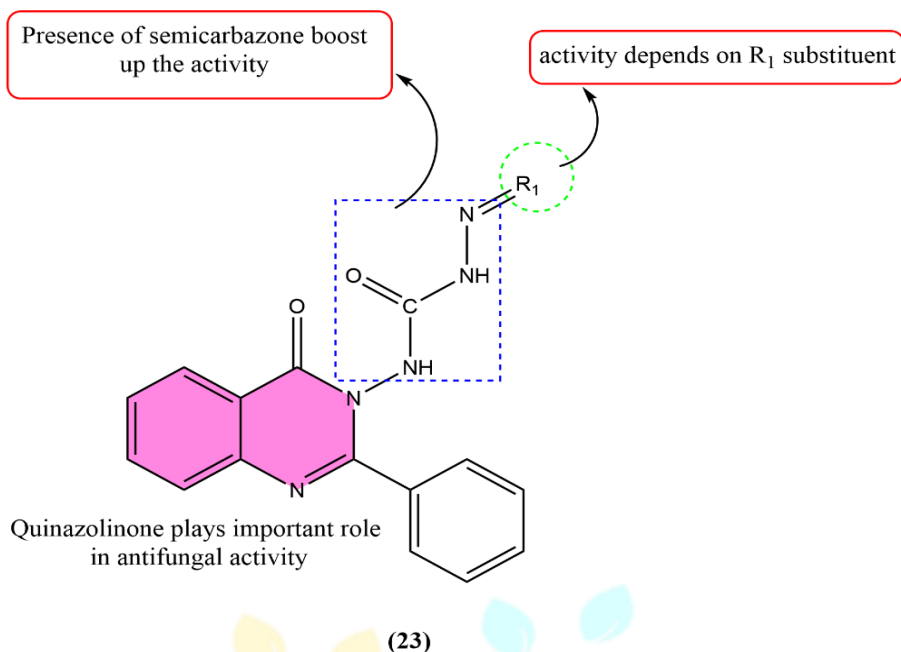 Presence of semicarbazone boost
up the activity
activity depends on R₁ substituent
R₁
N
O
NH
C
O
NH
N
N
Quinazolinone plays important role
in antifungal activity
(23)